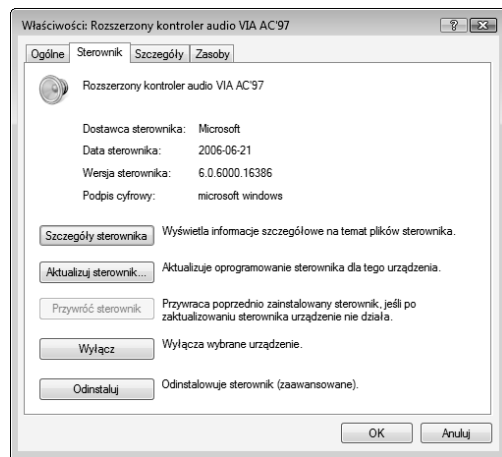 Właściwości: Rozszerzony kontroler audio VIA AC'97
Ogólne Sterownik Szczegóły Zasoby
Rozszerzony kontroler audio VIA AC'97
Dostawca sterownika: Microsoft
Data sterownika: 2006-06-21
Wersja sterownika: 6.0.6000.16386
Podpis cyfrowy: microsoft windows
Szczegóły sterownika Wyświetla informacje szczegółowe na temat plików sterownika.
Aktualizuj sterownik... Aktualizuje oprogramowanie sterownika dla tego urządzenia.
Przywróć sterownik Przywraca poprzednio zainstalowany sterownik, jeśli po
zaktualizowaniu sterownika urządzenie nie działa.
Wyłącz Wyłącza wybrane urządzenie.
Odinstaluj Odinstalowuje sterownik (zaawansowane).
OK Anuluj